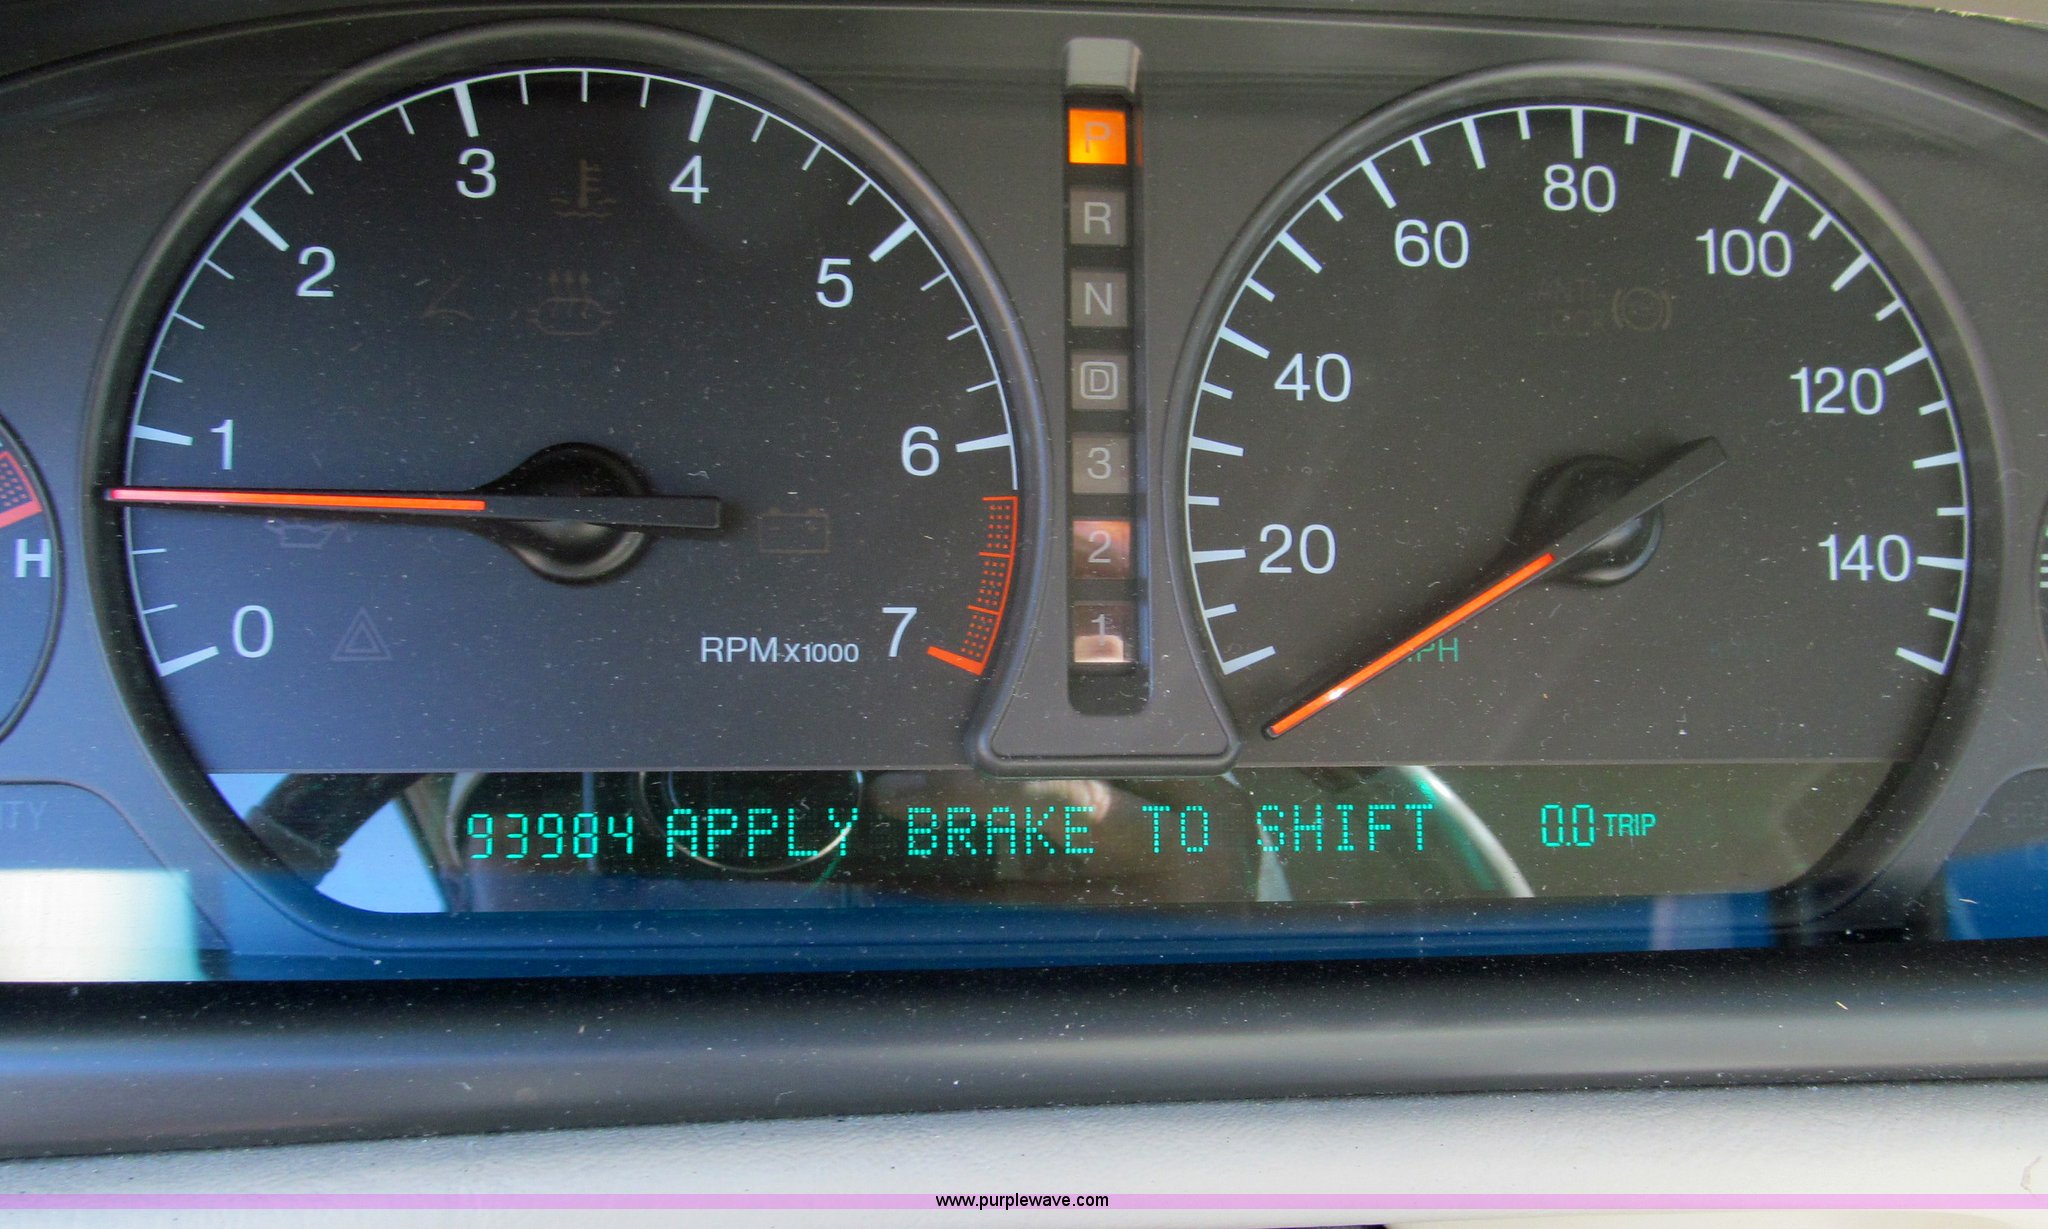 3 4
2 5
1 6
0 7
RPM X1000
H
P
R
N
D
3
2
1
80
60 100
40 120
20 140
93984 APPLY BRAKE TO SHIFT 0.0 TRIP
www.purplewave.com